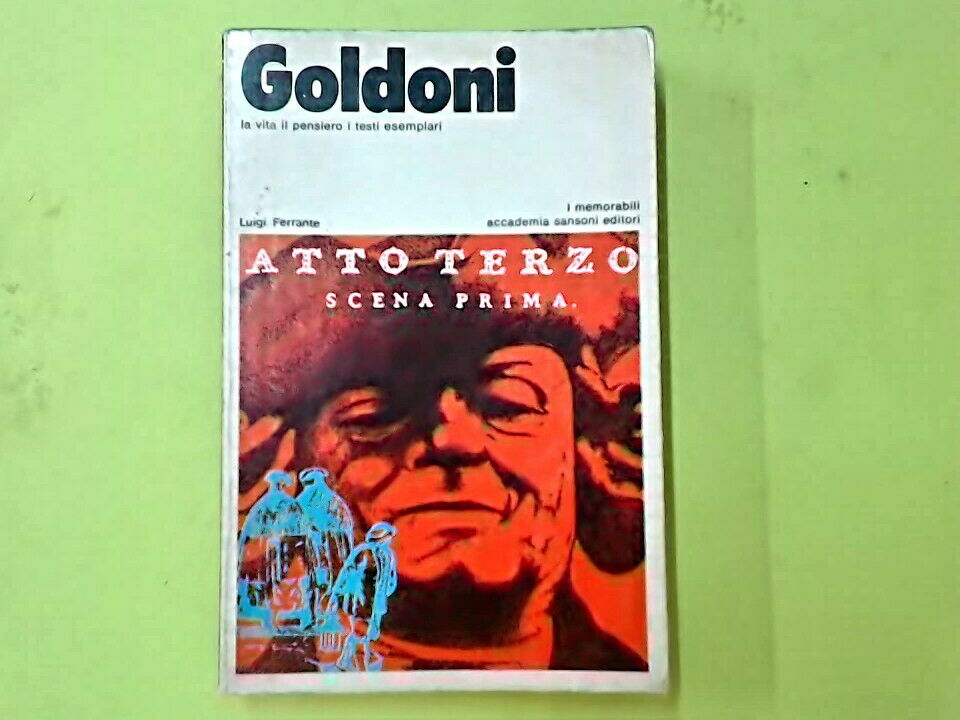 Goldoni
la vita il pensiero i testi esemplari
i memorabili
Luigi Ferrante accademia sansoni editori
ATTO TERZO
SCENA PRIMA.